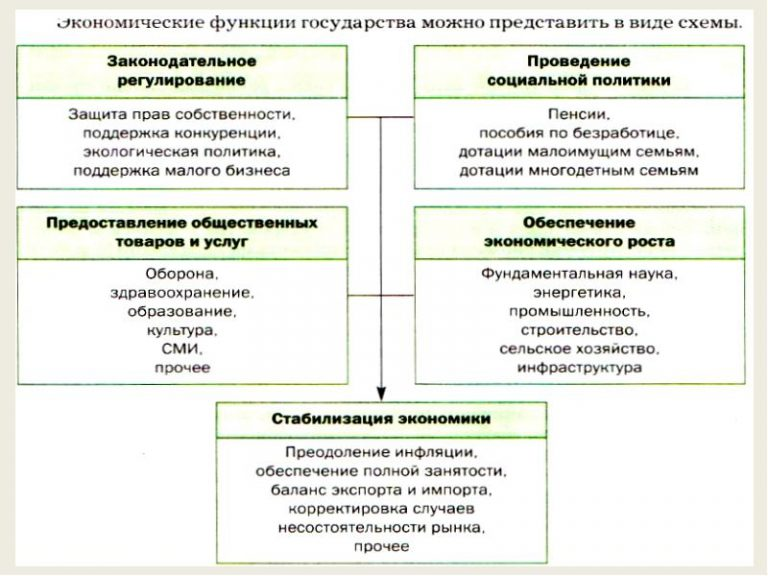 Экономические функции государства можно представить в виде схемы.
Законодательное
регулирование
Защита прав собственности,
поддержка конкуренции,
экологическая политика,
поддержка малого бизнеса
Проведение
социальной политики
Пенсии,
пособия по безработице,
дотации малоимущим семьям,
дотации многодетным семьям
Предоставление общественных
товаров и услуг
Оборона,
здравоохранение,
образование,
культура,
СМИ,
прочее
Обеспечение
экономического роста
Фундаментальная наука,
энергетика,
промышленность,
строительство,
сельское хозяйство,
инфраструктура
Стабилизация экономики
Преодоление инфляции,
обеспечение полной занятости,
баланс экспорта и импорта,
корректировка случаев
несостоятельности рынка,
прочее